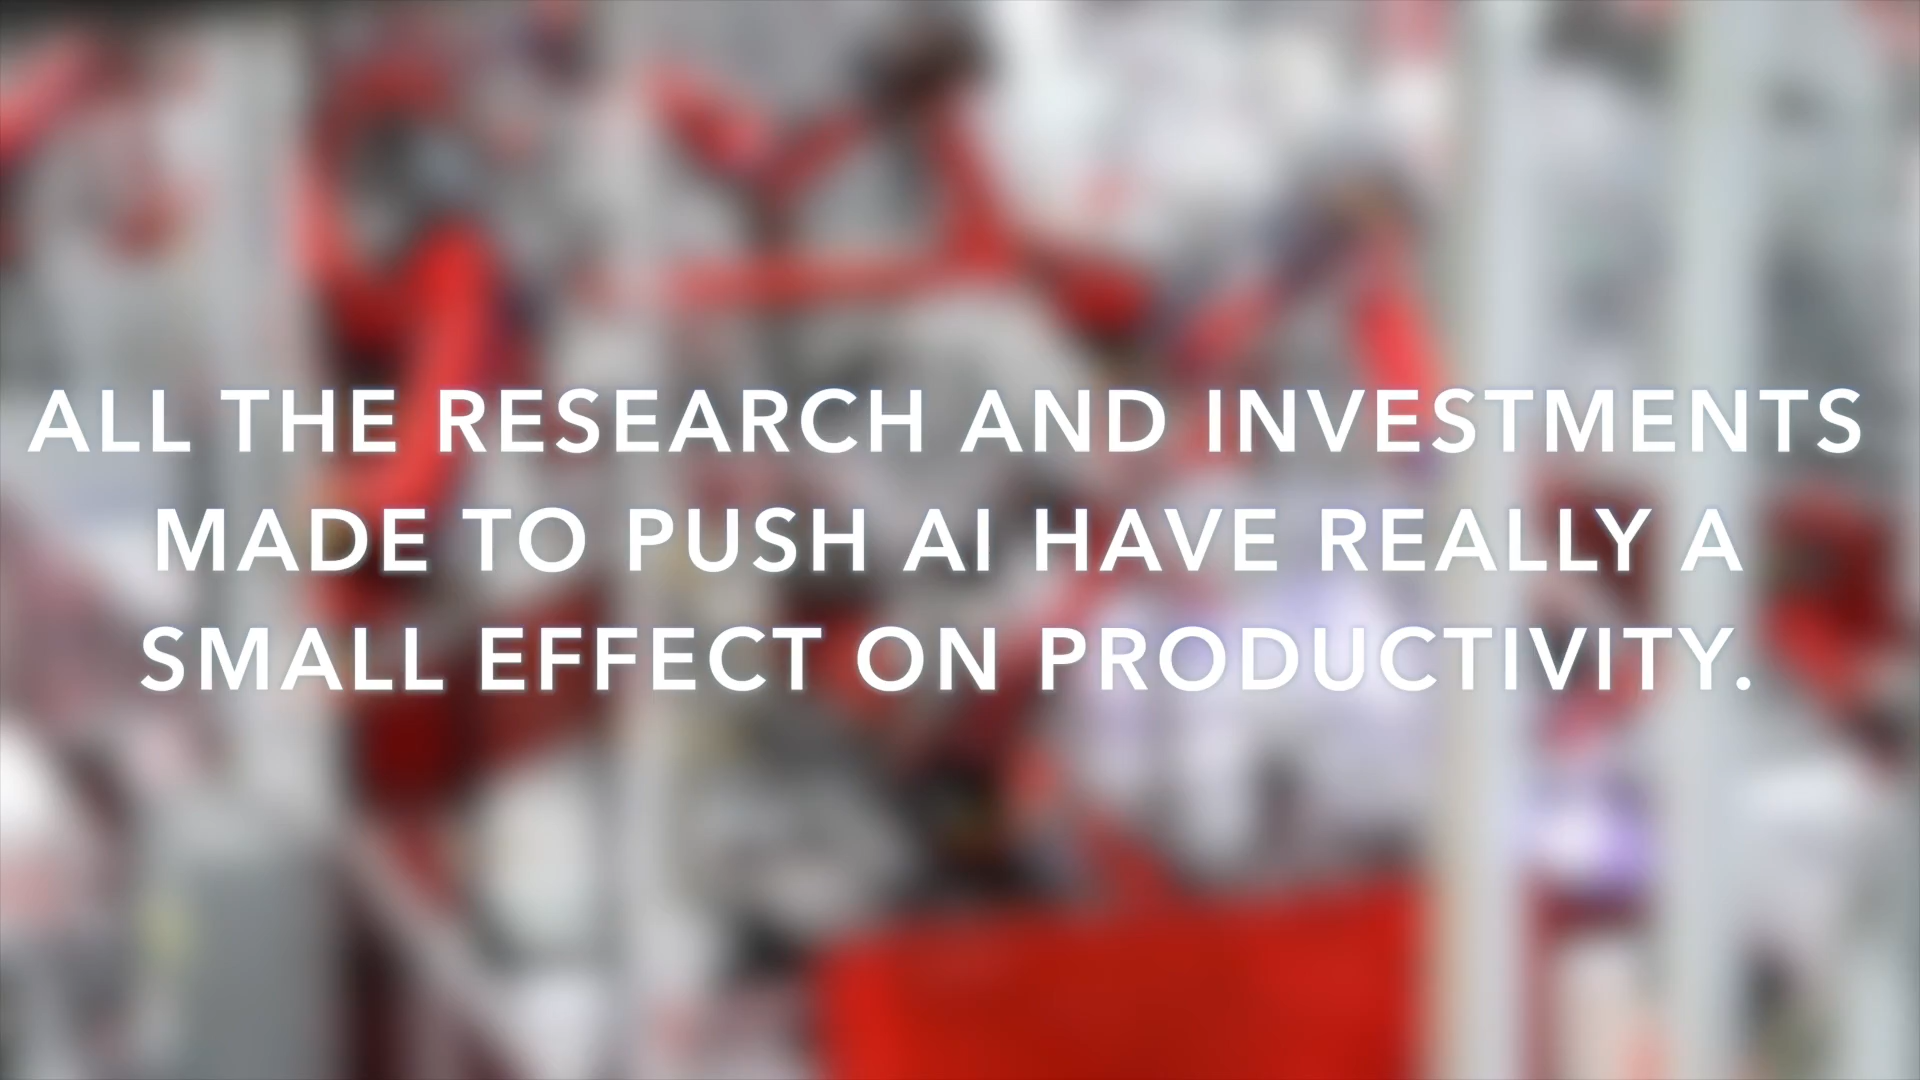 ALL THE RESEARCH AND INVESTMENTS
MADE TO PUSH AI HAVE REALLY A
SMALL EFFECT ON PRODUCTIVITY.